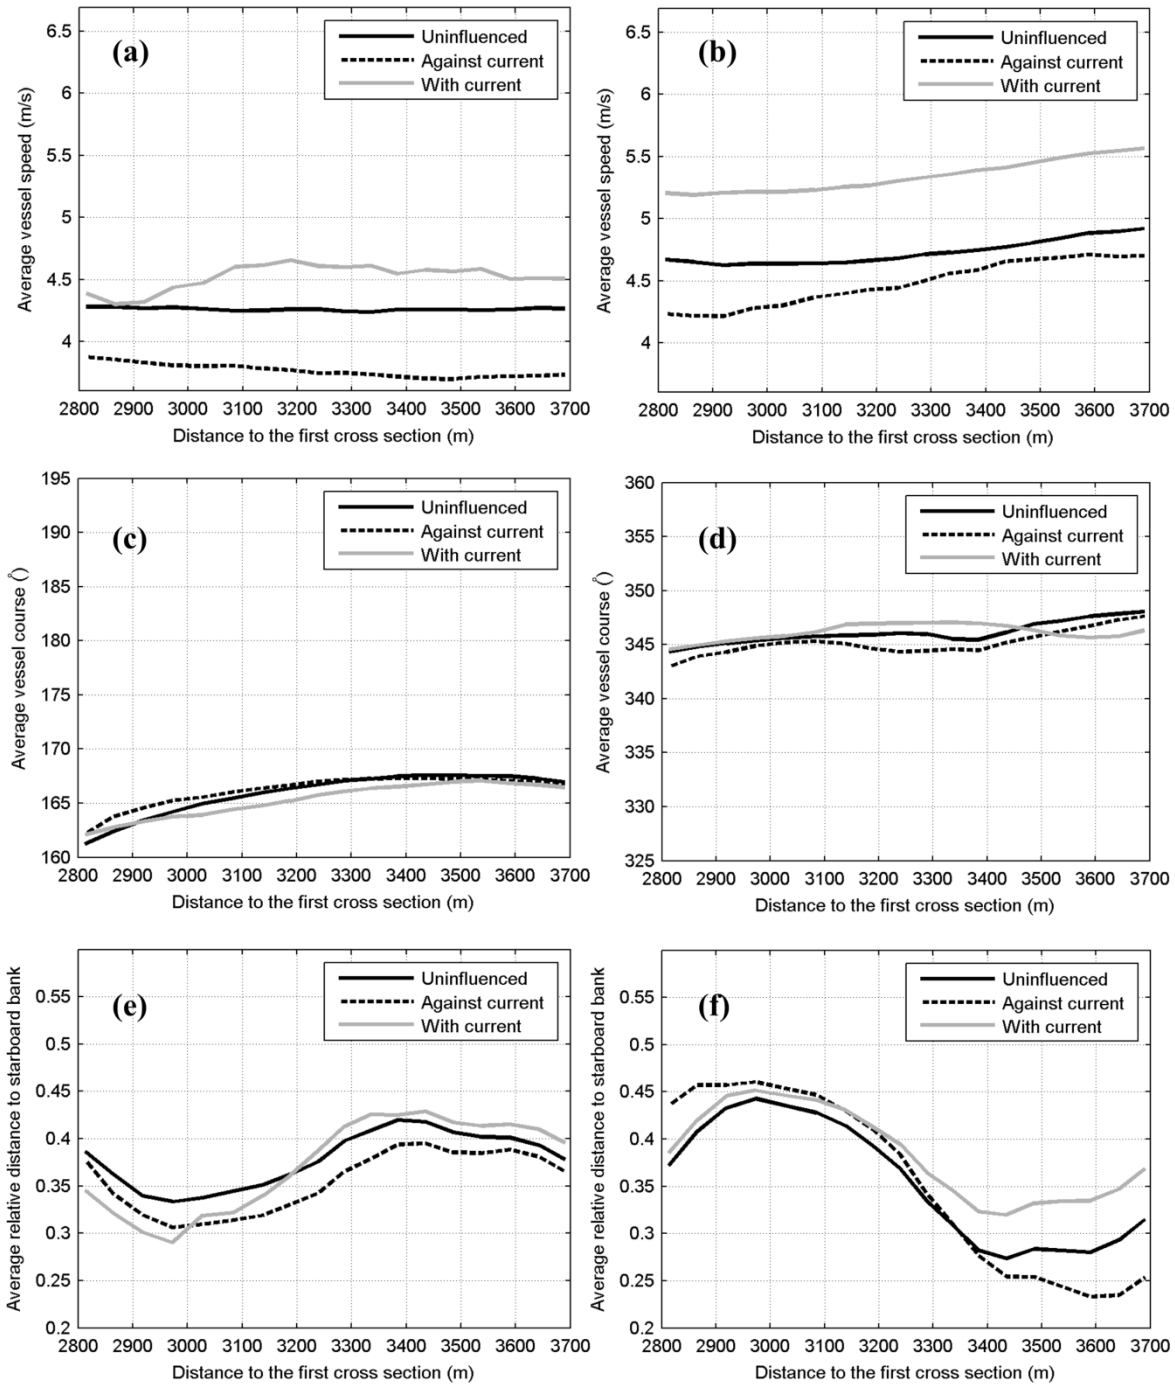 (a)
Uninfluenced
Against current
With current
Average vessel speed (m/s)
6.5
6
5.5
5
4.5
4
2800 2900 3000 3100 3200 3300 3400 3500 3600 3700
Distance to the first cross section (m)
(b)
Uninfluenced
Against current
With current
Average vessel speed (m/s)
6.5
6
5.5
5
4.5
4
2800 2900 3000 3100 3200 3300 3400 3500 3600 3700
Distance to the first cross section (m)
(c)
Uninfluenced
Against current
With current
Average vessel course (Å)
195
190
185
180
175
170
165
160
2800 2900 3000 3100 3200 3300 3400 3500 3600 3700
Distance to the first cross section (m)
(d)
Uninfluenced
Against current
With current
Average vessel course (Å)
360
355
350
345
340
335
330
325
2800 2900 3000 3100 3200 3300 3400 3500 3600 3700
Distance to the first cross section (m)
(e)
Uninfluenced
Against current
With current
Average relative distance to starboard bank
0.55
0.5
0.45
0.4
0.35
0.3
0.25
0.2
2800 2900 3000 3100 3200 3300 3400 3500 3600 3700
Distance to the first cross section (m)
(f)
Uninfluenced
Against current
With current
Average relative distance to starboard bank
0.55
0.5
0.45
0.4
0.35
0.3
0.25
0.2
2800 2900 3000 3100 3200 3300 3400 3500 3600 3700
Distance to the first cross section (m)